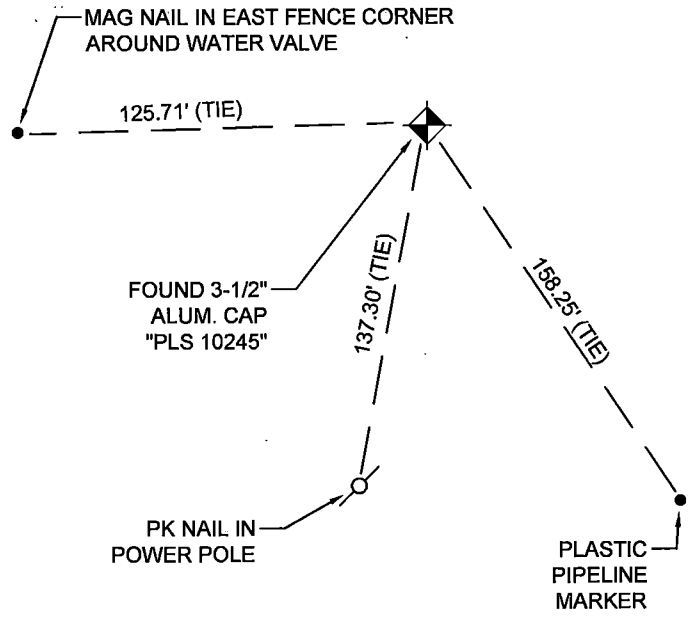 MAG NAIL IN EAST FENCE CORNER
AROUND WATER VALVE
125.71' (TIE)
FOUND 3-1/2"
ALUM. CAP
"PLS 10245"
137.30' (TIE)
158.25' (TIE)
PK NAIL IN
POWER POLE
PLASTIC
PIPELINE
MARKER